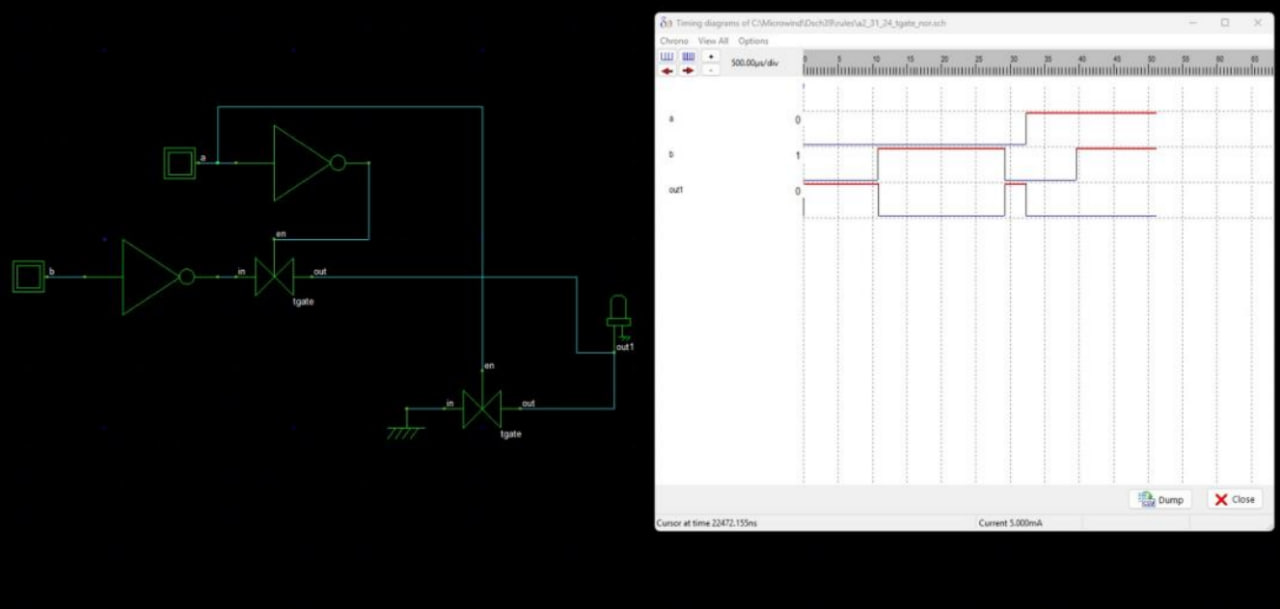 a
en
b
in
out
tgate
out1
en
in
out
tgate
Timing diagrams of C:\Microwind\Dsch39\rules\a2_31_24_tgate_nor.sch
Chrono View All Options
+
-
500.00µs/div
0 5 10 15 20 25 30 35 40 45 50 55 60 65
a 0
b 1
out1 0
Dump Close
Cursor at time 22472.155ns Current 5.000mA